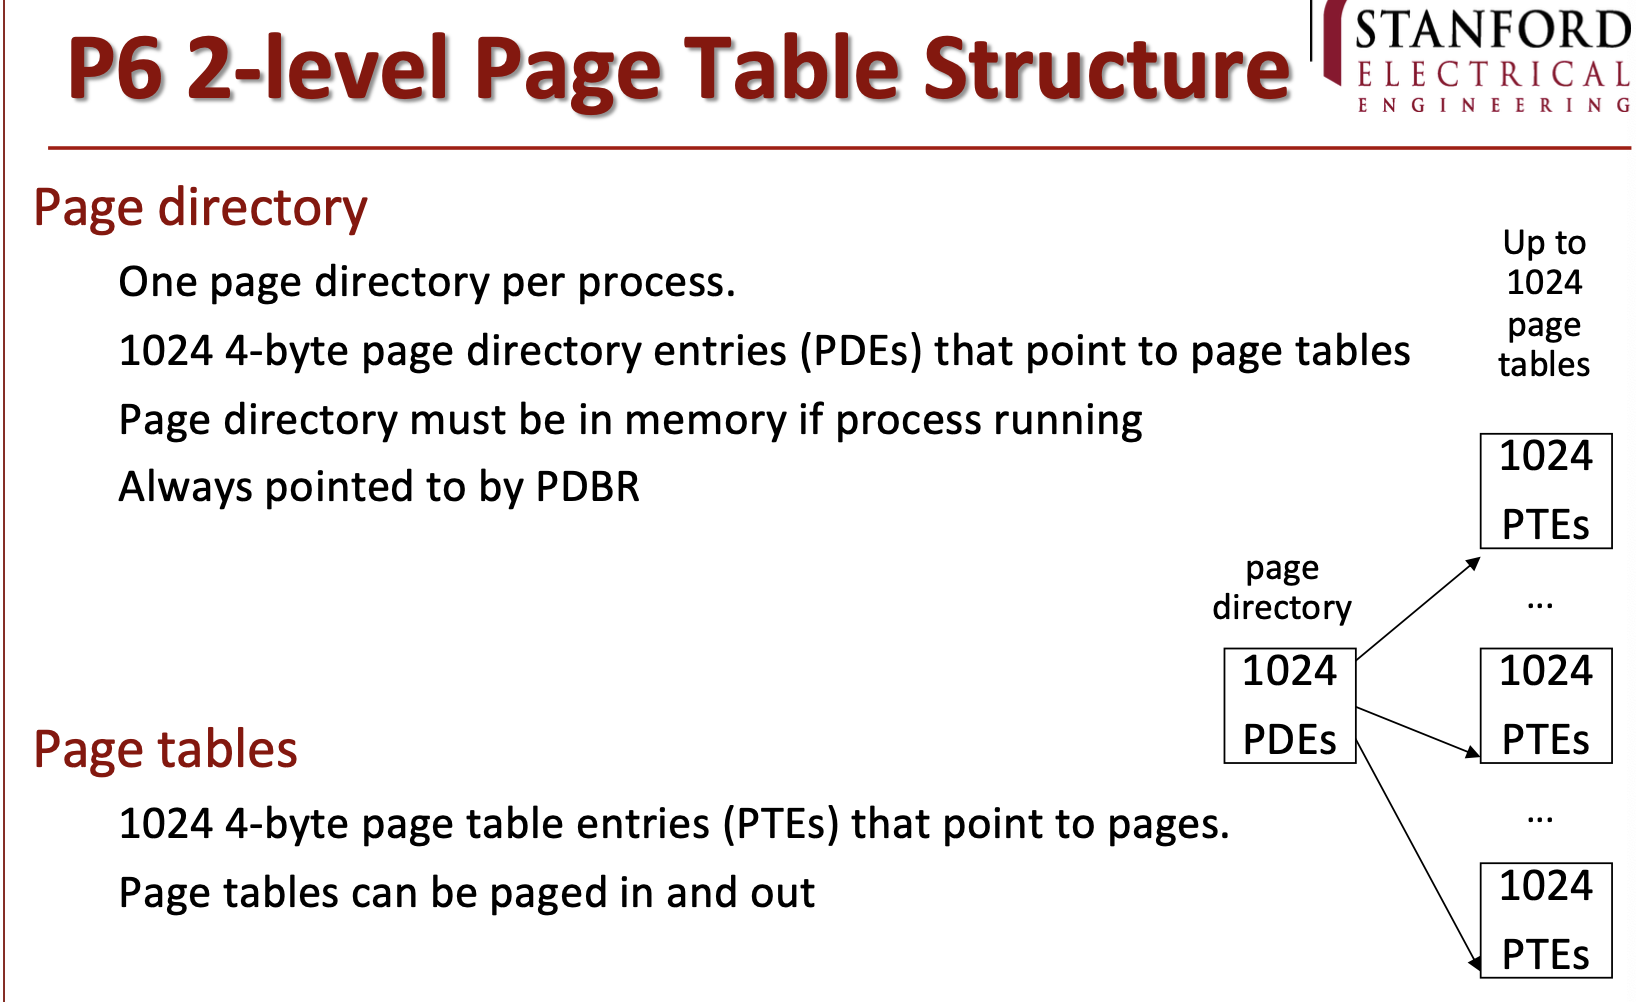 P6 2-level Page Table Structure
STANFORD
ELECTRICAL
ENGINEERING
Page directory
One page directory per process.
1024 4-byte page directory entries (PDEs) that point to page tables
Page directory must be in memory if process running
Always pointed to by PDBR
Up to
1024
page
tables
1024
PTEs
...
page
directory
1024
PDEs
1024
PTEs
...
1024
PTEs
Page tables
1024 4-byte page table entries (PTEs) that point to pages.
Page tables can be paged in and out